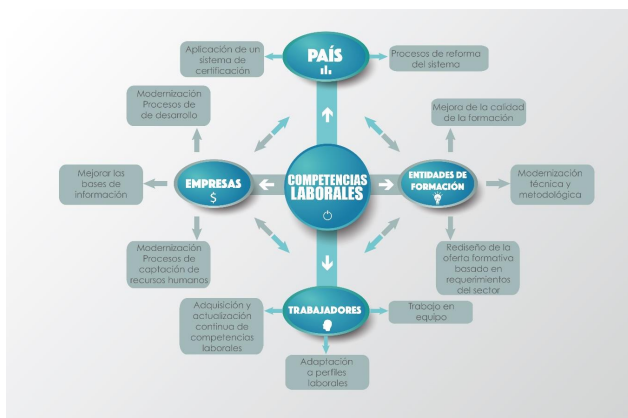 Aplicación de un
sistema de
certificación
PAÍS
Procesos de reforma
del sistema
Modernización
Procesos de
de desarrollo
Mejora de la calidad
de la formación
Mejorar las
bases de
información
EMPRESAS
$
COMPETENCIAS
LABORALES
ENTIDADES DE
FORMACIÓN
Modernización
técnica y
metodológica
Modernización
Procesos de
captación de
recursos humanos
Rediseño de la
oferta formativa
basado en
requerimientos
del sector
Adquisición y
actualización
continua de
competencias
laborales
TRABAJADORES
Trabajo en
equipo
Adaptación
a perfiles
laborales